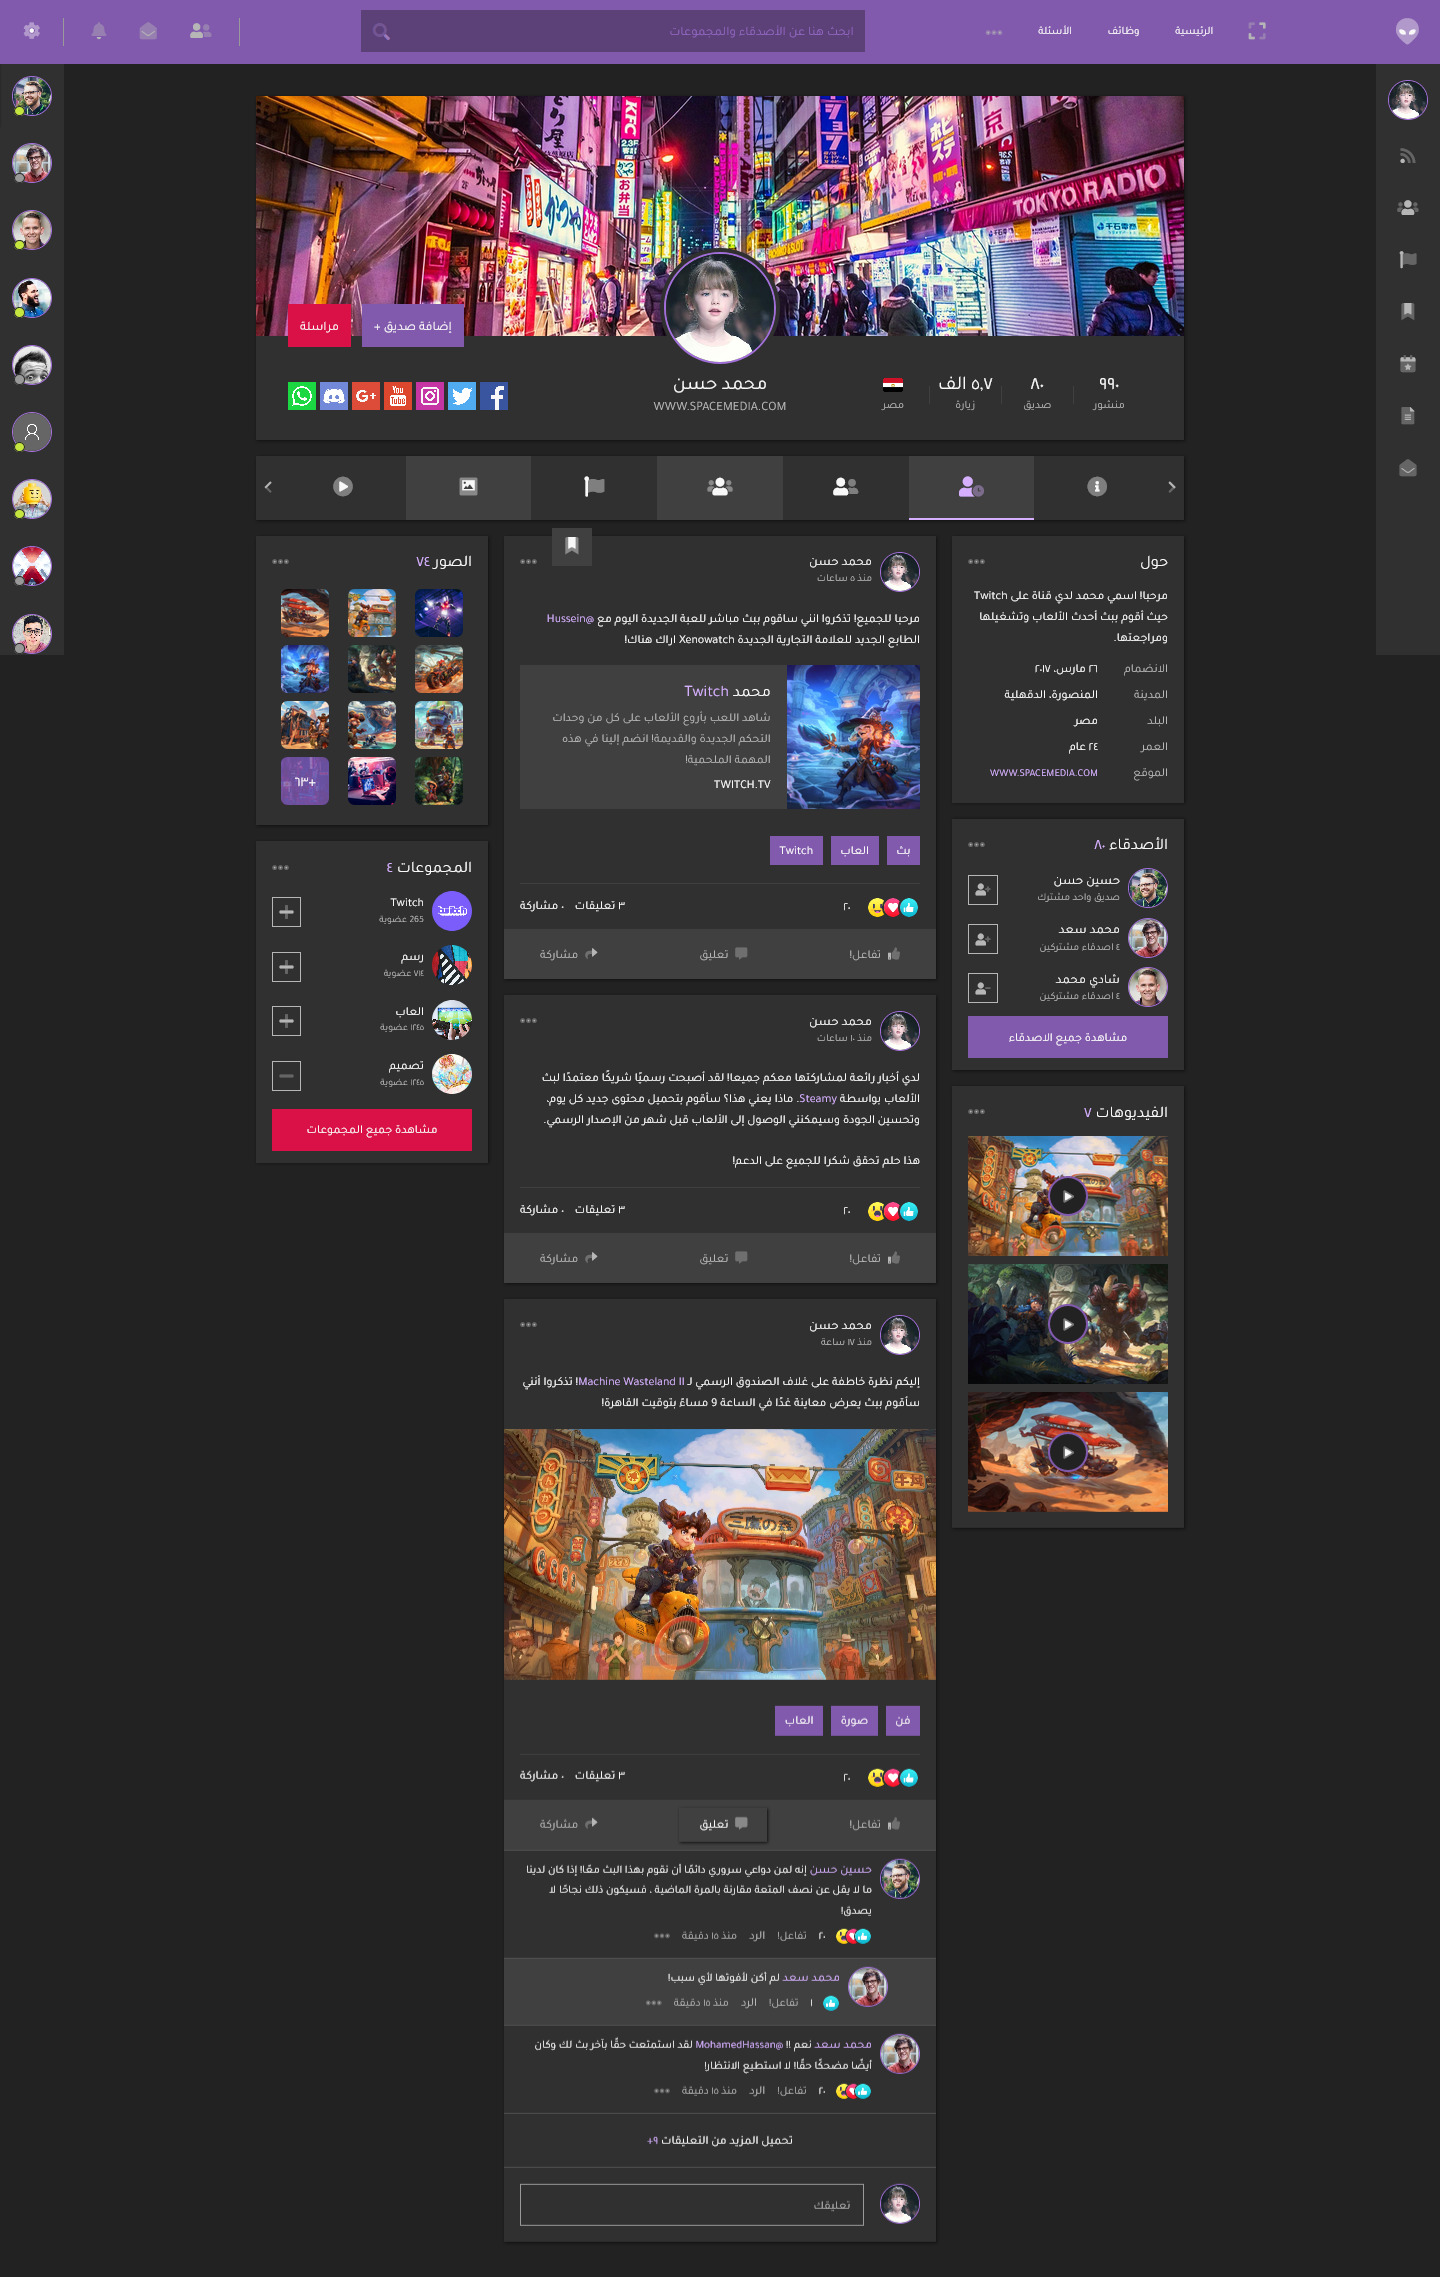 الرئيسية
وظائف
الأسئلة
ابحث هنا عن الأصدقاء والمجموعات
KFC
TOKYO RADIO
إضافة صديق +
مراسلة
٩٩٠
منشور
٨٠
صديق
٥,٧ الف
زيارة
مصر
محمد حسن
WWW.SPACEMEDIA.COM
حول
مرحبا! اسمي محمد لدي قناة على Twitch
حيث أقوم ببث أحدث الألعاب وتشغيلها
ومراجعتها.
الانضمام ٢٦ مارس، ٢٠١٧
المدينة المنصورة، الدقهلية
البلد مصر
العمر ٢٤ عام
الموقع WWW.SPACEMEDIA.COM
الأصدقاء ٨٠
حسين حسن
صديق واحد مشترك
محمد سعد
٤ اصدقاء مشتركين
شادي محمد
٤ اصدقاء مشتركين
مشاهدة جميع الاصدقاء
الفيديوهات ٧
محمد حسن
منذ ٥ ساعات
مرحبا للجميع! تذكروا انني ساقوم ببث مباشر للعبة الجديدة اليوم مع @Hussein
الطابع الجديد للعلامة التجارية الجديدة Xenowatch اراك هناك!
محمد Twitch
شاهد اللعب بأروع الألعاب على كل من وحدات
التحكم الجديدة والقديمة! انضم إلينا في هذه
المهمة الملحمية!
TWITCH.TV
بث
العاب
Twitch
٢٠
٣ تعليقات
٠ مشاركة
تفاعل!
تعليق
مشاركة
محمد حسن
منذ ١٠ ساعات
لدي أخبار رائعة لمشاركتها معكم جميعا! لقد أصبحت رسميًا شريكًا معتمدًا لبث
الألعاب بواسطة Steamy. ماذا يعني هذا؟ سأقوم بتحميل محتوى جديد كل يوم،
وتحسين الجودة وسيمكنني الوصول إلى الألعاب قبل شهر من الإصدار الرسمي.
هذا حلم تحقق شكرا للجميع على الدعم!
٢٠
٣ تعليقات
٠ مشاركة
تفاعل!
تعليق
مشاركة
محمد حسن
منذ ١٧ ساعة
إليكم نظرة خاطفة على غلاف الصندوق الرسمي لـ Machine Wasteland II! تذكروا أنني
سأقوم ببث يعرض معاينة غدًا في الساعة 9 مساءً بتوقيت القاهرة!
فن
صورة
العاب
٢٠
٣ تعليقات
٠ مشاركة
تفاعل!
تعليق
مشاركة
حسين حسن إنه لمن دواعي سروري دائمًا أن نقوم بهذا البث معًا! إذا كان لدينا
ما لا يقل عن نصف المتعة مقارنة بالمرة الماضية ، فسيكون ذلك نجاحًا لا
يصدق!
٢٠ تفاعل! الرد منذ ١٥ دقيقة
محمد سعد لم أكن لأفوتها لأي سبب!
١ تفاعل! الرد منذ ١٥ دقيقة
محمد سعد نعم !! @MohamedHassan لقد استمتعت حقًا بآخر بث لك وكان
أيضًا مضحكًا حقًا! لا استطيع الانتظار!
٢٠ تفاعل! الرد منذ ١٥ دقيقة
تحميل المزيد من التعليقات ٩+
تعليقك
الصور ٧٤
٦٣+
المجموعات ٤
Twitch
265 عضوية
رسم
٧١٤ عضوية
العاب
١٢٤٥ عضوية
تصميم
١٢٤٥ عضوية
مشاهدة جميع المجموعات